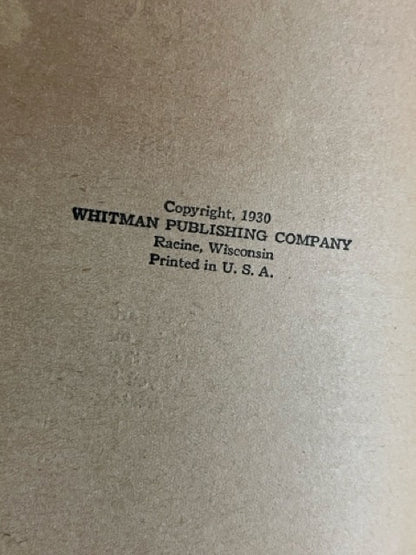 Copyright, 1930
WHITMAN PUBLISHING COMPANY
Racine, Wisconsin
Printed in U. S. A.